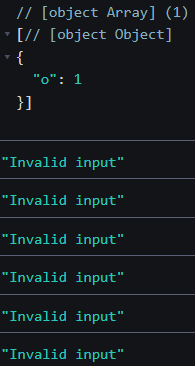 // [object Array] (1)
[// [object Object]
{
"o": 1
}]
"Invalid input"
"Invalid input"
"Invalid input"
"Invalid input"
"Invalid input"
"Invalid input"